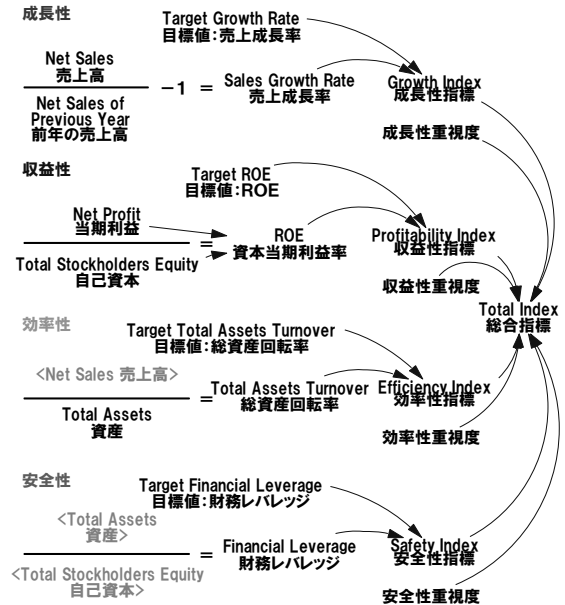 成長性
Target Growth Rate
目標値:売上成長率
Net Sales
売上高
Net Sales of
Previous Year
前年の売上高
−1 =
Sales Growth Rate
売上成長率
Growth Index
成長性指標
成長性重視度
収益性
Target ROE
目標値:ROE
Net Profit
当期利益
Total Stockholders Equity
自己資本
=
ROE
資本当期利益率
Profitability Index
収益性指標
収益性重視度
Total Index
総合指標
効率性
Target Total Assets Turnover
目標値:総資産回転率
<Net Sales 売上高>
Total Assets
資産
=
Total Assets Turnover
総資産回転率
Efficiency Index
効率性指標
効率性重視度
安全性
Target Financial Leverage
目標値:財務レバレッジ
<Total Assets
資産>
<Total Stockholders Equity
自己資本>
=
Financial Leverage
財務レバレッジ
Safety Index
安全性指標
安全性重視度